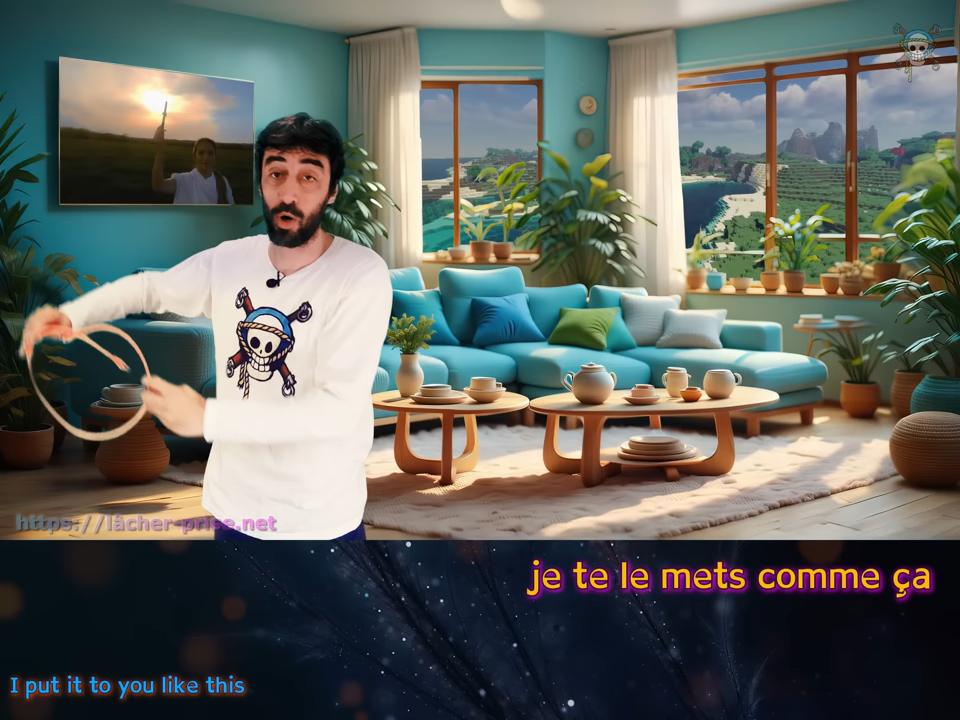 https://lâcher-prise.net
je te le mets comme ça
I put it to you like this